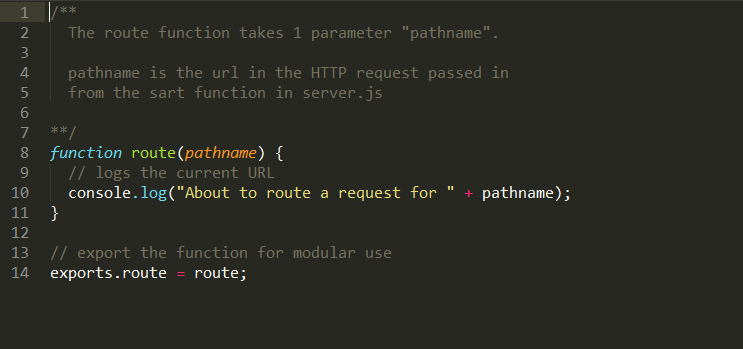 1 /**
2 The route function takes 1 parameter "pathname".
3
4 pathname is the url in the HTTP request passed in
5 from the sart function in server.js
6
7 **/
8 function route(pathname) {
9 // logs the current URL
10 console.log("About to route a request for " + pathname);
11 }
12
13 // export the function for modular use
14 exports.route = route;